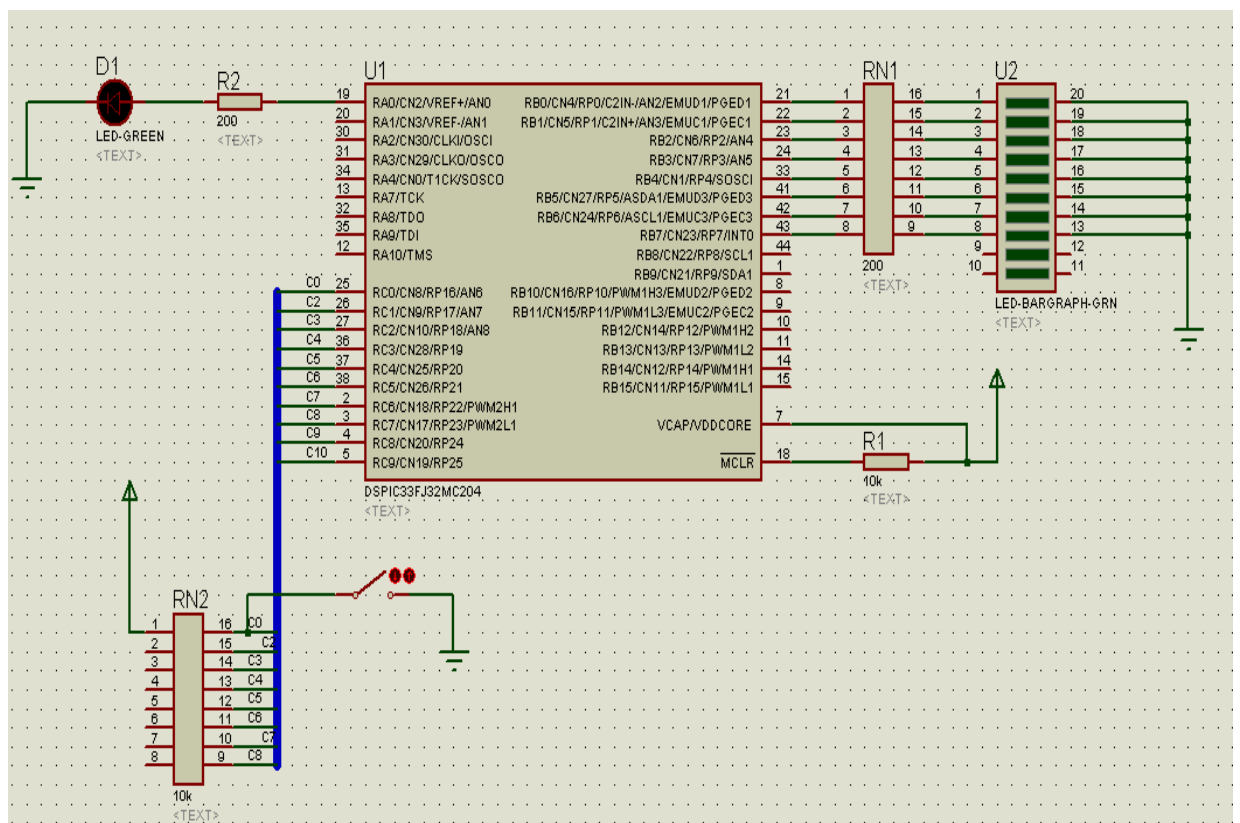 D1
LED-GREEN
<TEXT>
R2
200
<TEXT>
U1
19 RA0/CN2/VREF+/AN0
20 RA1/CN3/VREF-/AN1
30 RA2/CN30/CLKI/OSCI
31 RA3/CN29/CLKO/OSCO
34 RA4/CN0/T1CK/SOSCO
13 RA7/TCK
32 RA8/TDO
35 RA9/TDI
12 RA10/TMS
C0 25 RC0/CN8/RP16/AN6
C2 26 RC1/CN9/RP17/AN7
C3 27 RC2/CN10/RP18/AN8
C4 36 RC3/CN28/RP19
C5 37 RC4/CN25/RP20
C6 38 RC5/CN26/RP21
C7 2 RC6/CN18/RP22/PWM2H1
C8 3 RC7/CN17/RP23/PWM2L1
C9 4 RC8/CN20/RP24
C10 5 RC9/CN19/RP25
RB0/CN4/RP0/C2IN-/AN2/EMUD1/PGED1 21
RB1/CN5/RP1/C2IN+/AN3/EMUC1/PGEC1 22
RB2/CN6/RP2/AN4 23
RB3/CN7/RP3/AN5 24
RB4/CN1/RP4/SOSCI 33
RB5/CN27/RP5/ASDA1/EMUD3/PGED3 41
RB6/CN24/RP6/ASCL1/EMUC3/PGEC3 42
RB7/CN23/RP7/INT0 43
RB8/CN22/RP8/SCL1 44
RB9/CN21/RP9/SDA1 1
RB10/CN16/RP10/PWM1H3/EMUD2/PGED2 8
RB11/CN15/RP11/PWM1L3/EMUC2/PGEC2 9
RB12/CN14/RP12/PWM1H2 10
RB13/CN13/RP13/PWM1L2 11
RB14/CN12/RP14/PWM1H1 14
RB15/CN11/RP15/PWM1L1 15
VCAP/VDDCORE 7
MCLR 18
DSPIC33FJ32MC204
<TEXT>
RN1
1 16
2 15
3 14
4 13
5 12
6 11
7 10
8 9
200
<TEXT>
U2
1 20
2 19
3 18
4 17
5 16
6 15
7 14
8 13
9 12
10 11
LED-BARGRAPH-GRN
<TEXT>
R1
10k
<TEXT>
RN2
1 16 C0
2 15 C2
3 14 C3
4 13 C4
5 12 C5
6 11 C6
7 10 C7
8 9 C8
10k
<TEXT>